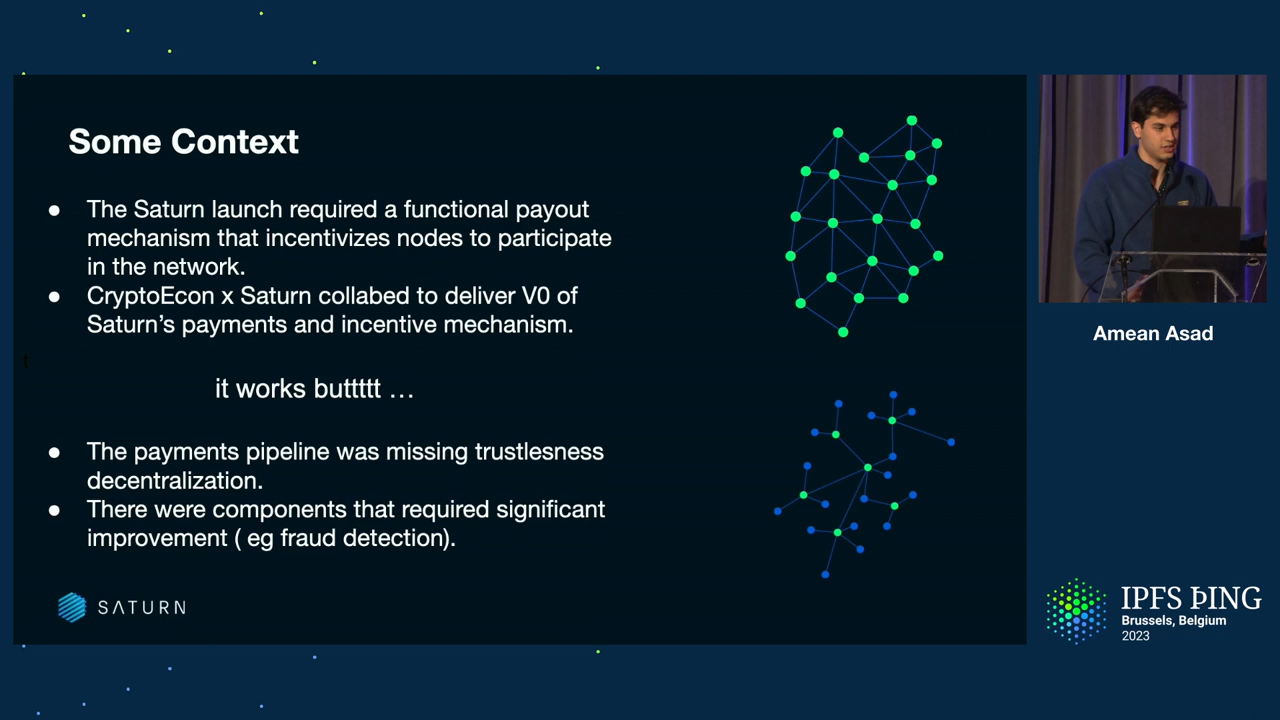 Some Context
● The Saturn launch required a functional payout
mechanism that incentivizes nodes to participate
in the network.
● CryptoEcon x Saturn collabed to deliver V0 of
Saturn’s payments and incentive mechanism.
t
it works buttttt …
● The payments pipeline was missing trustlesness
decentralization.
● There were components that required significant
improvement ( eg fraud detection).
SATURN
Amean Asad
IPFS ÞING
Brussels, Belgium
2023